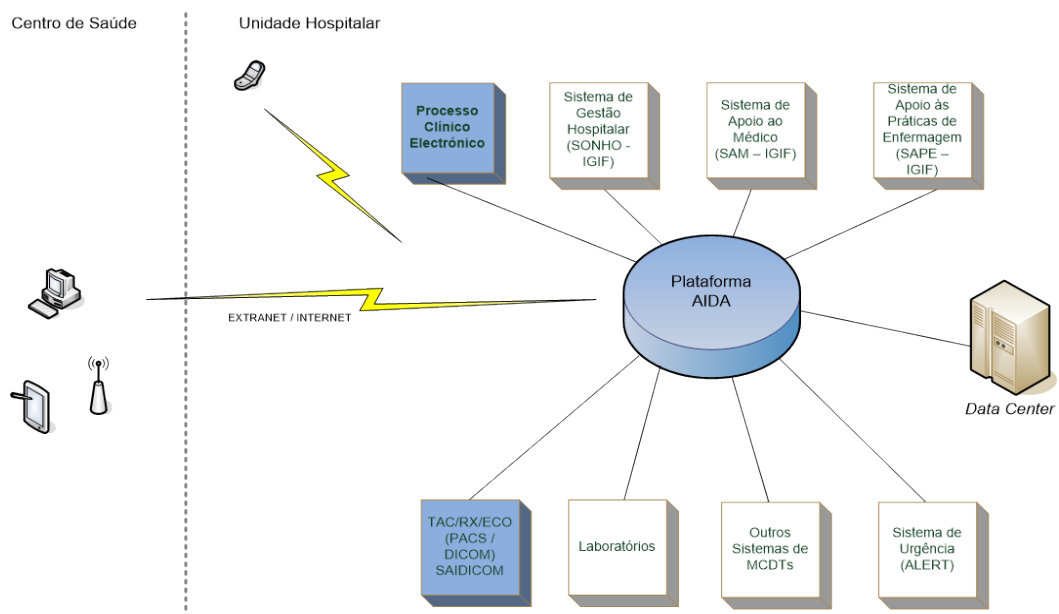 Centro de Saúde
Unidade Hospitalar
Processo
Clínico
Electrónico
Sistema de
Gestão
Hospitalar
(SONHO -
IGIF)
Sistema de
Apoio ao
Médico
(SAM – IGIF)
Sistema de
Apoio às
Práticas de
Enfermagem
(SAPE –
IGIF)
Plataforma
AIDA
EXTRANET / INTERNET
Data Center
TAC/RX/ECO
(PACS /
DICOM)
SAIDICOM
Laboratórios
Outros
Sistemas de
MCDTs
Sistema de
Urgência
(ALERT)